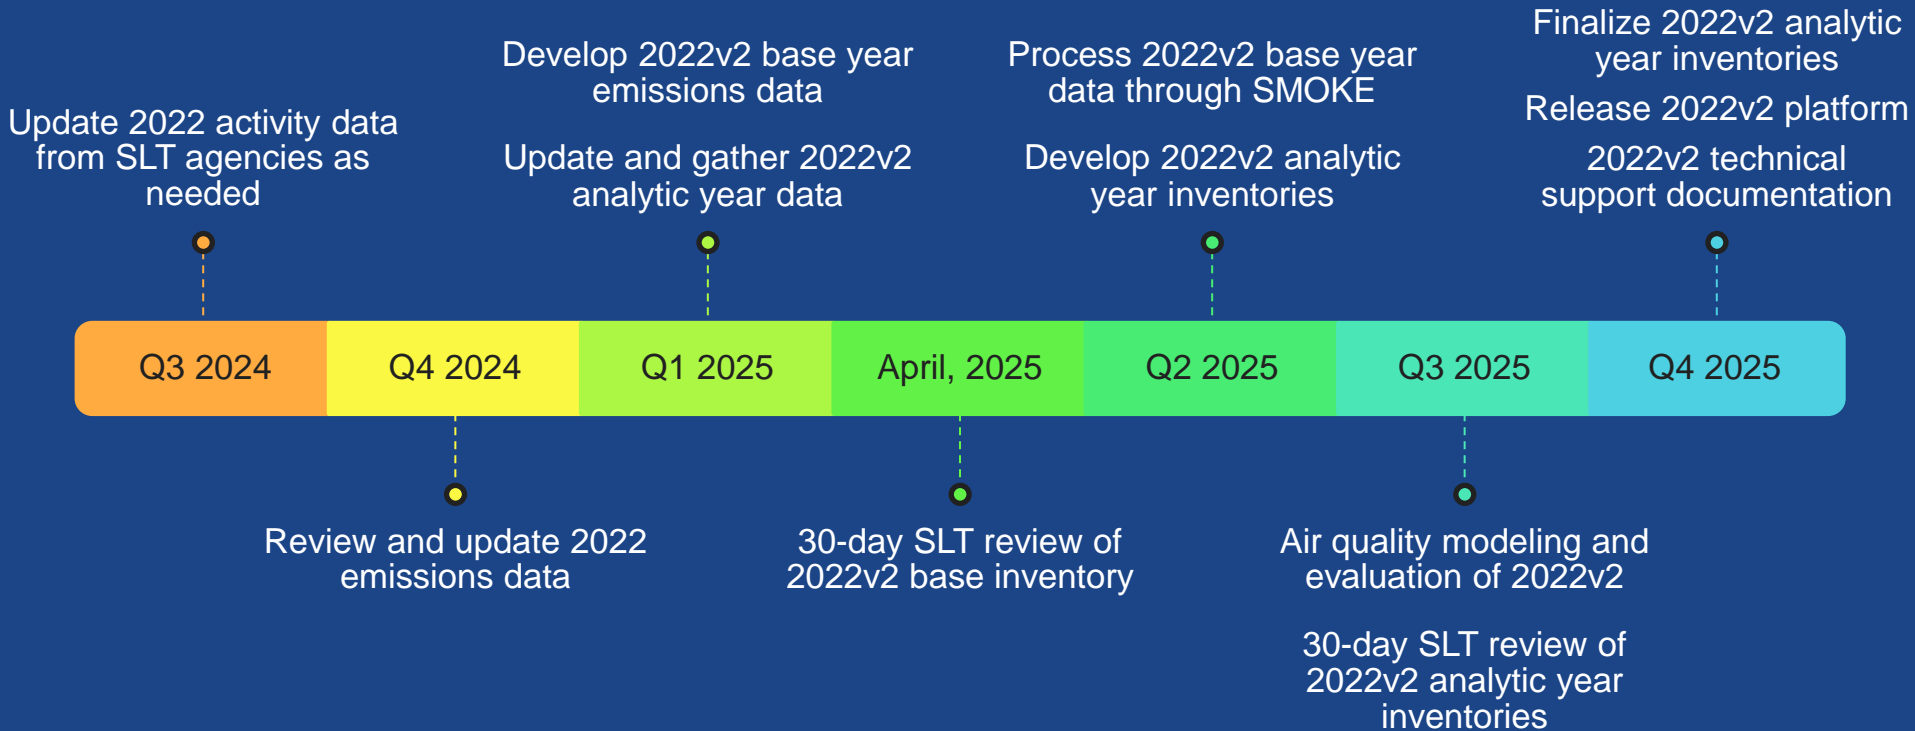 Update 2022 activity data
from SLT agencies as
needed
Develop 2022v2 base year
emissions data
Update and gather 2022v2
analytic year data
Process 2022v2 base year
data through SMOKE
Develop 2022v2 analytic
year inventories
Finalize 2022v2 analytic
year inventories
Release 2022v2 platform
2022v2 technical
support documentation
Q3 2024
Q4 2024
Q1 2025
April, 2025
Q2 2025
Q3 2025
Q4 2025
Review and update 2022
emissions data
30-day SLT review of
2022v2 base inventory
Air quality modeling and
evaluation of 2022v2
30-day SLT review of
2022v2 analytic year
inventories